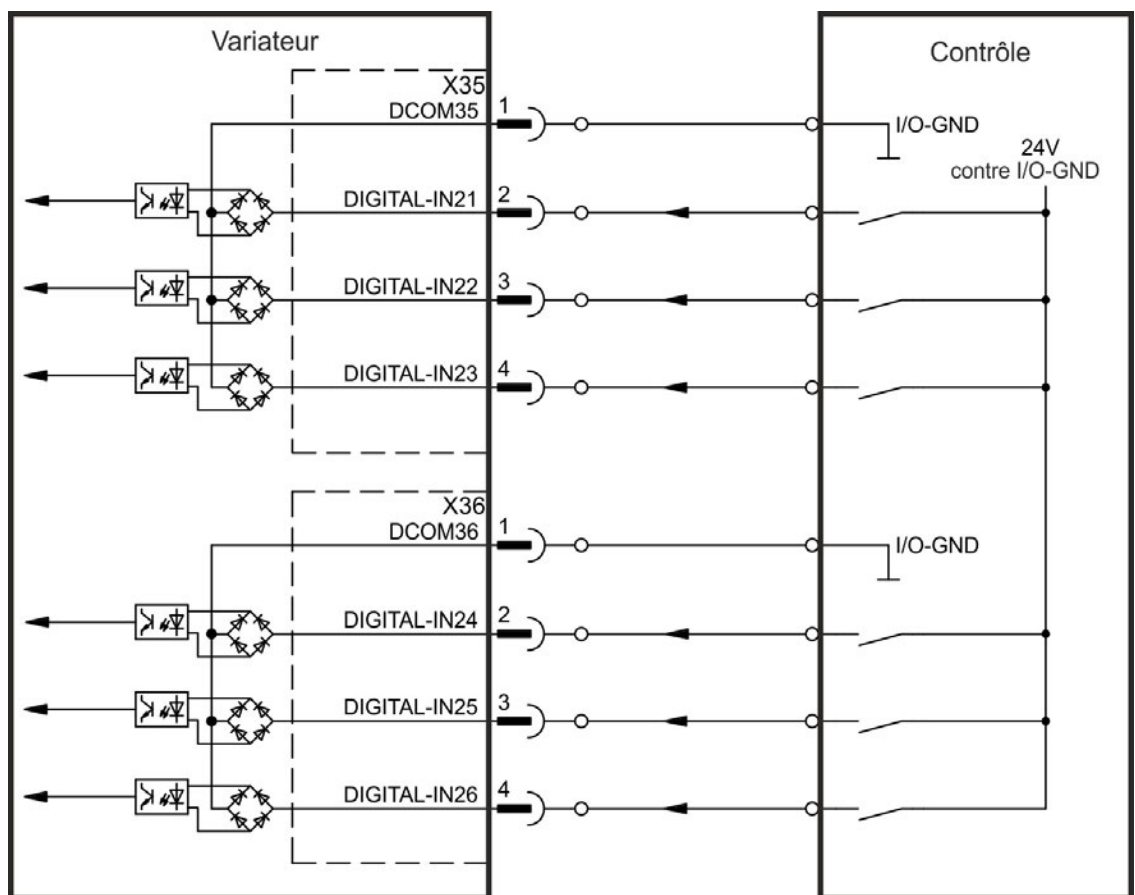 Variateur
Contrôle
X35
DCOM35
1
I/O-GND
24V
contre I/O-GND
DIGITAL-IN21
2
DIGITAL-IN22
3
DIGITAL-IN23
4
X36
DCOM36
1
I/O-GND
DIGITAL-IN24
2
DIGITAL-IN25
3
DIGITAL-IN26
4